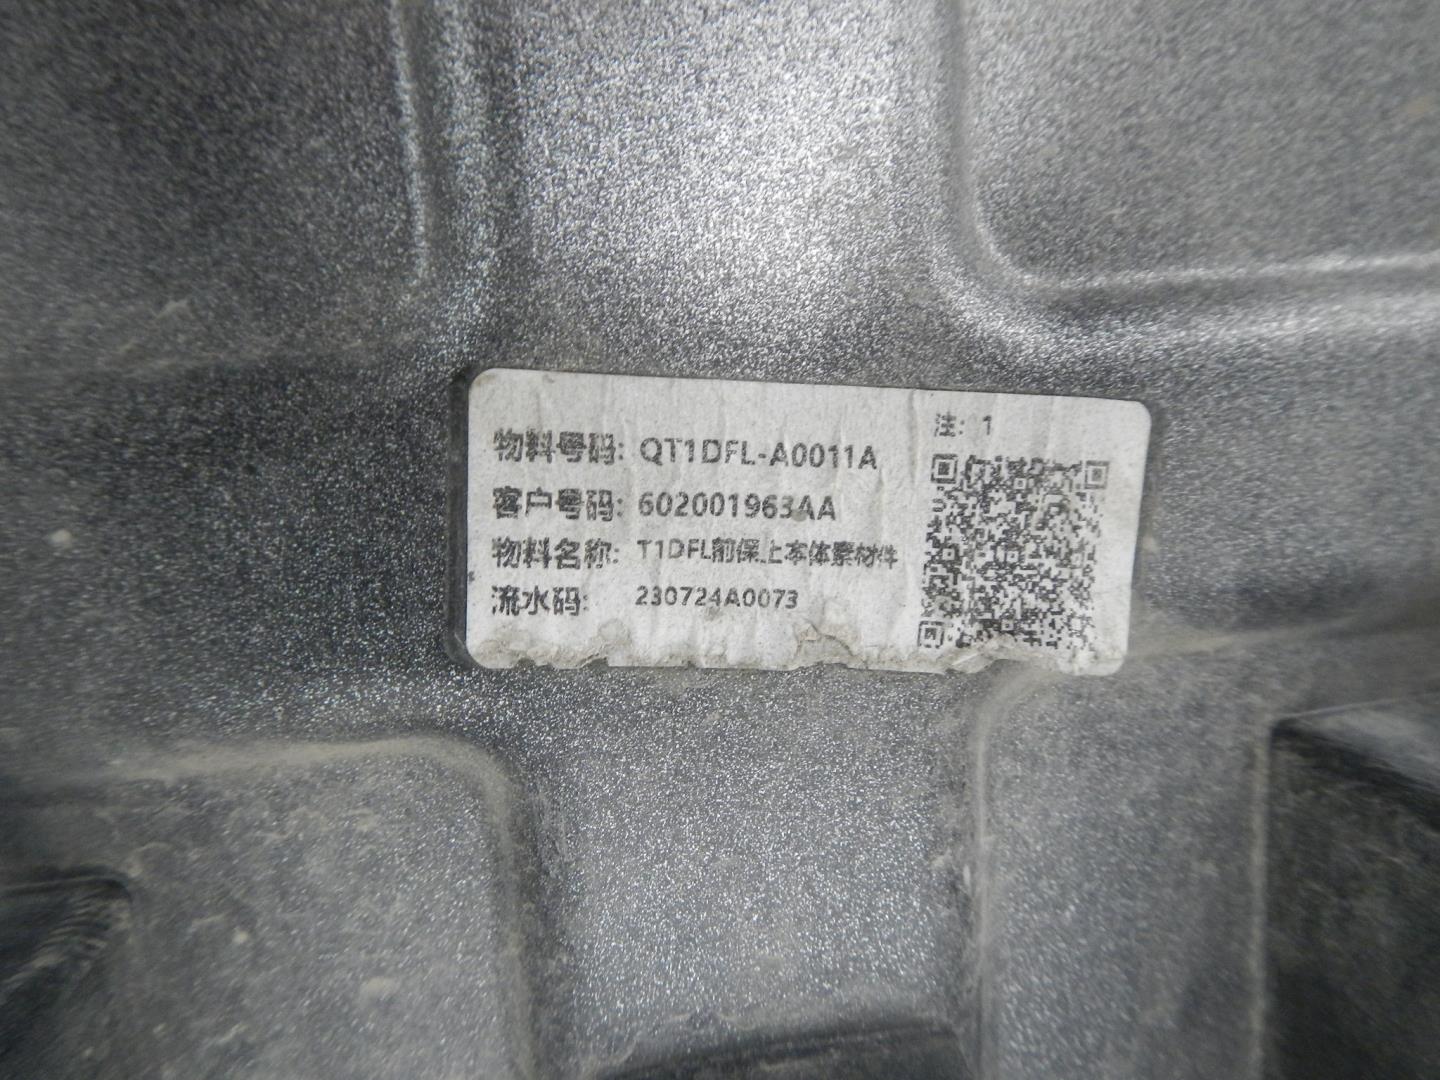 注: 1
物料号码: QT1DFL-A0011A
客户号码: 602001963AA
物料名称: T1DFL前保上本体素材件
流水码: 230724A0073